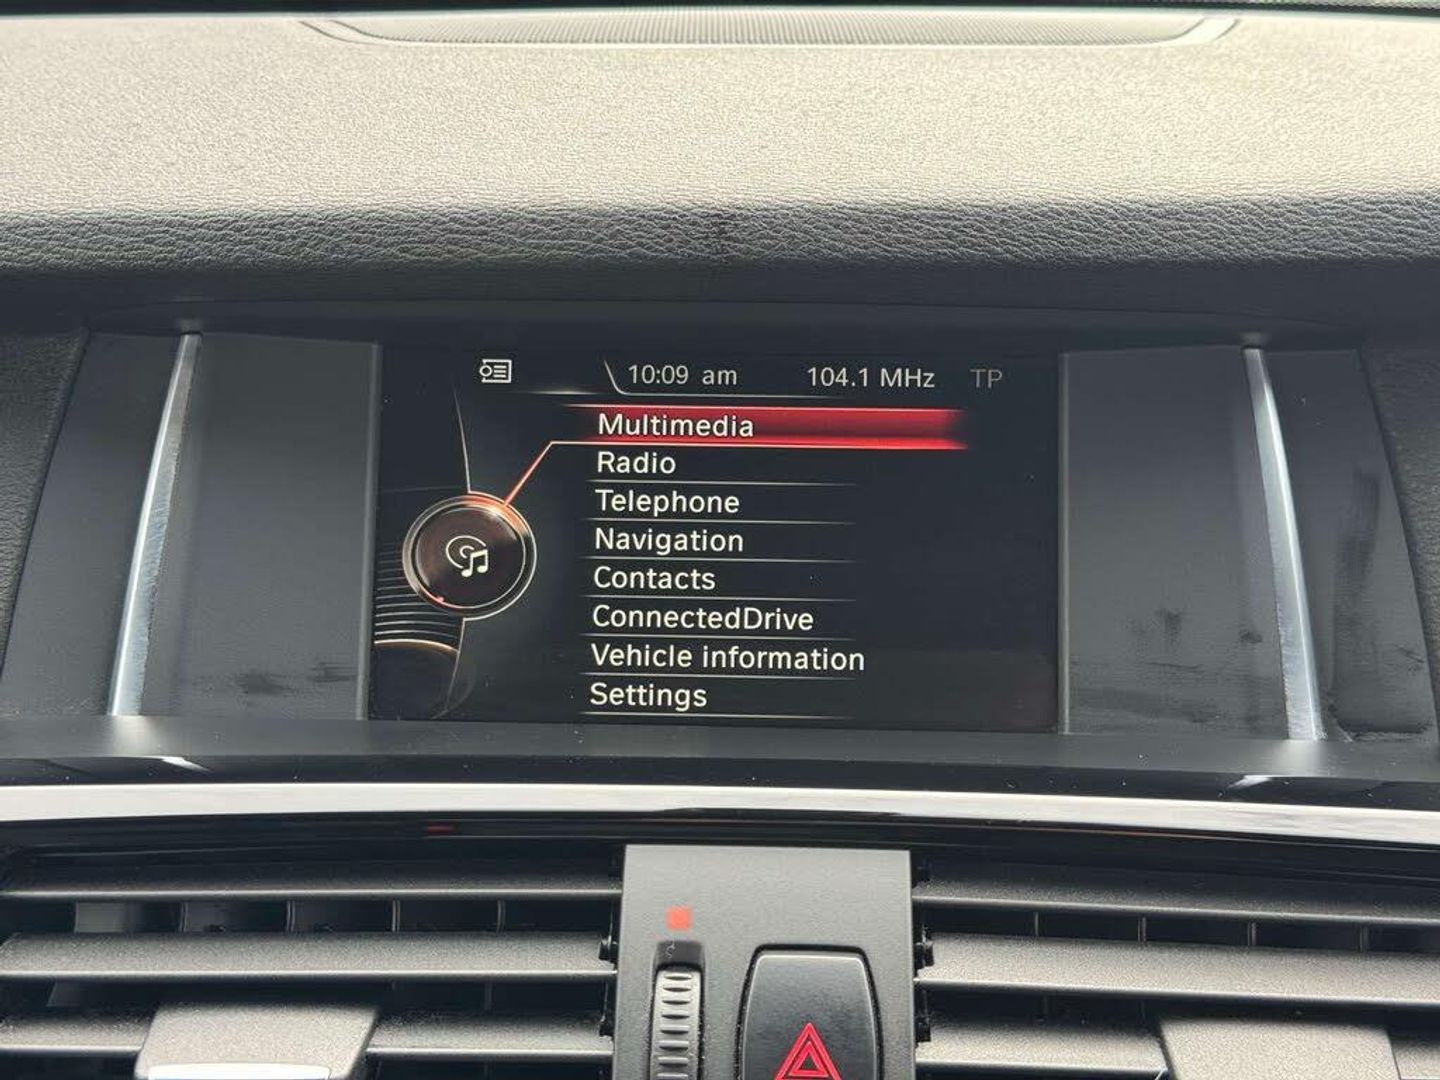 10:09 am 104.1 MHz TP
Multimedia
Radio
Telephone
Navigation
Contacts
ConnectedDrive
Vehicle information
Settings